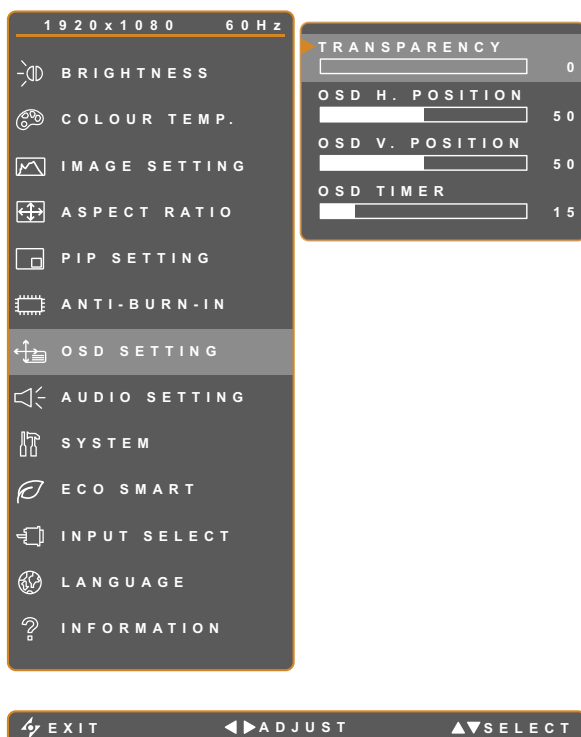 1920x1080 60Hz
BRIGHTNESS
COLOUR TEMP.
IMAGE SETTING
ASPECT RATIO
PIP SETTING
ANTI-BURN-IN
OSD SETTING
AUDIO SETTING
SYSTEM
ECO SMART
INPUT SELECT
LANGUAGE
INFORMATION
TRANSPARENCY
0
OSD H. POSITION
50
OSD V. POSITION
50
OSD TIMER
15
EXIT ADJUST SELECT